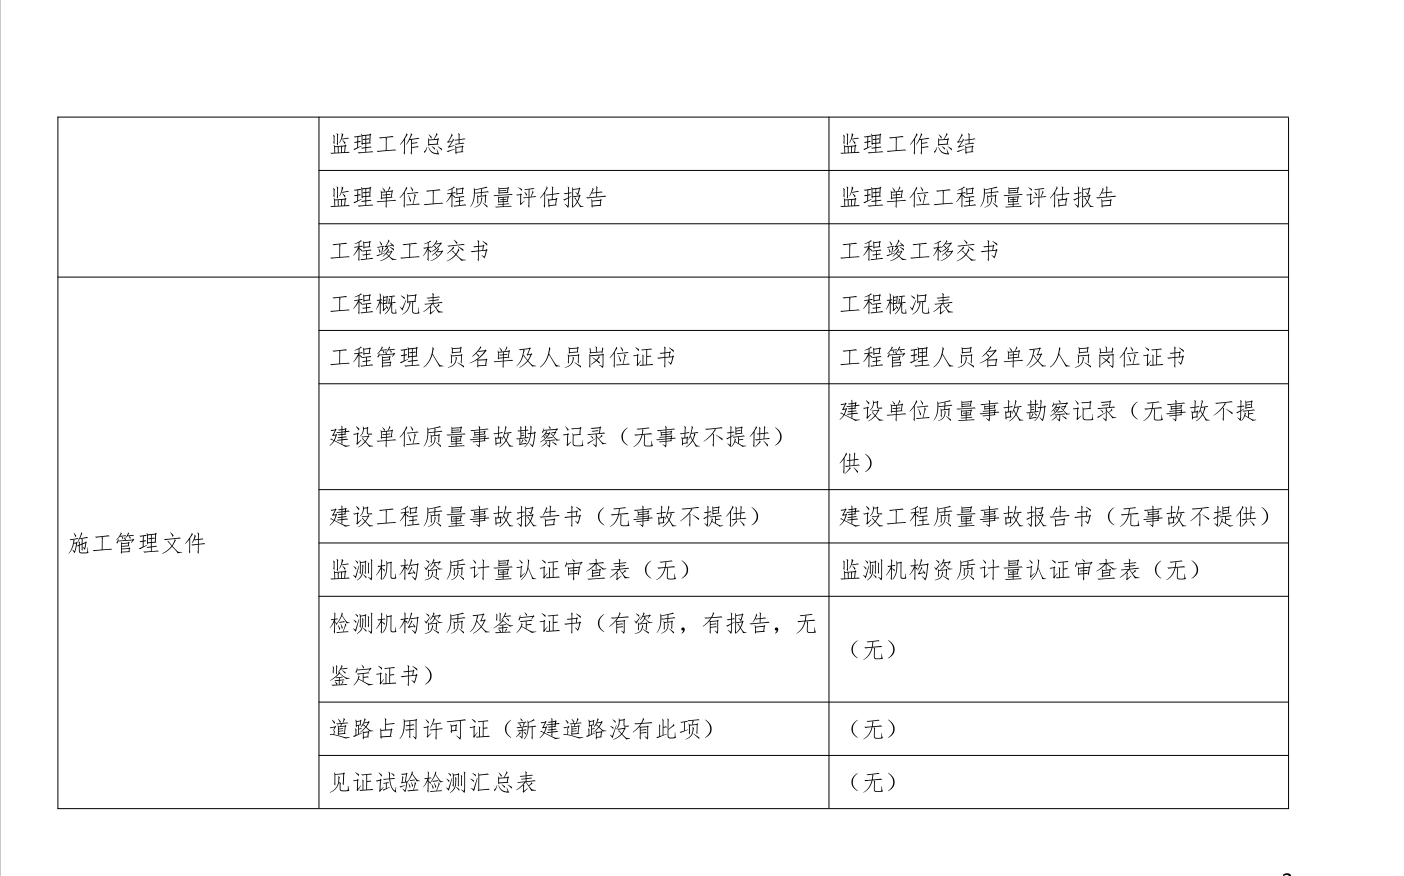 监理工作总结 监理工作总结
监理单位工程质量评估报告 监理单位工程质量评估报告
工程竣工移交书 工程竣工移交书
施工管理文件
工程概况表 工程概况表
工程管理人员名单及人员岗位证书 工程管理人员名单及人员岗位证书
建设单位质量事故勘察记录（无事故不提供）
建设单位质量事故勘察记录（无事故不提
供）
建设工程质量事故报告书（无事故不提供） 建设工程质量事故报告书（无事故不提供）
监测机构资质计量认证审查表（无） 监测机构资质计量认证审查表（无）
检测机构资质及鉴定证书（有资质，有报告，无
鉴定证书）
（无）
道路占用许可证（新建道路没有此项） （无）
见证试验检测汇总表 （无）